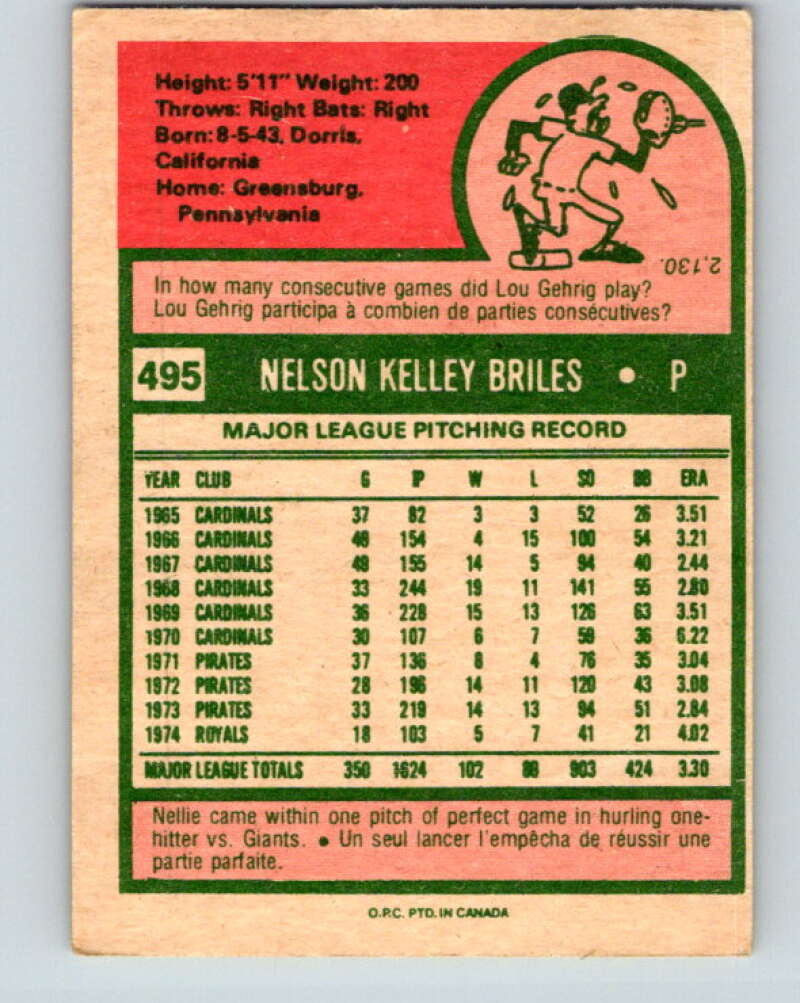 Height: 5'11" Weight: 200
Throws: Right Bats: Right
Born: 8-5-43, Dorris,
California
Home: Greensburg,
Pennsylvania
2,130.
In how many consecutive games did Lou Gehrig play?
Lou Gehrig participa à combien de parties consécutives?
495 NELSON KELLEY BRILES • P
MAJOR LEAGUE PITCHING RECORD
YEAR CLUB G IP W L SO BB ERA
1965 CARDINALS 37 82 3 3 52 26 3.51
1966 CARDINALS 49 154 4 15 100 54 3.21
1967 CARDINALS 49 155 14 5 94 40 2.44
1968 CARDINALS 33 244 19 11 141 55 2.80
1969 CARDINALS 36 228 15 13 126 63 3.51
1970 CARDINALS 30 107 6 7 59 36 6.22
1971 PIRATES 37 136 8 4 76 35 3.04
1972 PIRATES 28 196 14 11 120 43 3.08
1973 PIRATES 33 219 14 13 94 51 2.84
1974 ROYALS 18 103 5 7 41 21 4.02
MAJOR LEAGUE TOTALS 350 1624 102 88 903 424 3.30
Nellie came within one pitch of perfect game in hurling one-
hitter vs. Giants. • Un seul lancer l'empêcha de réussir une
partie parfaite.
O.P.C. PTD. IN CANADA